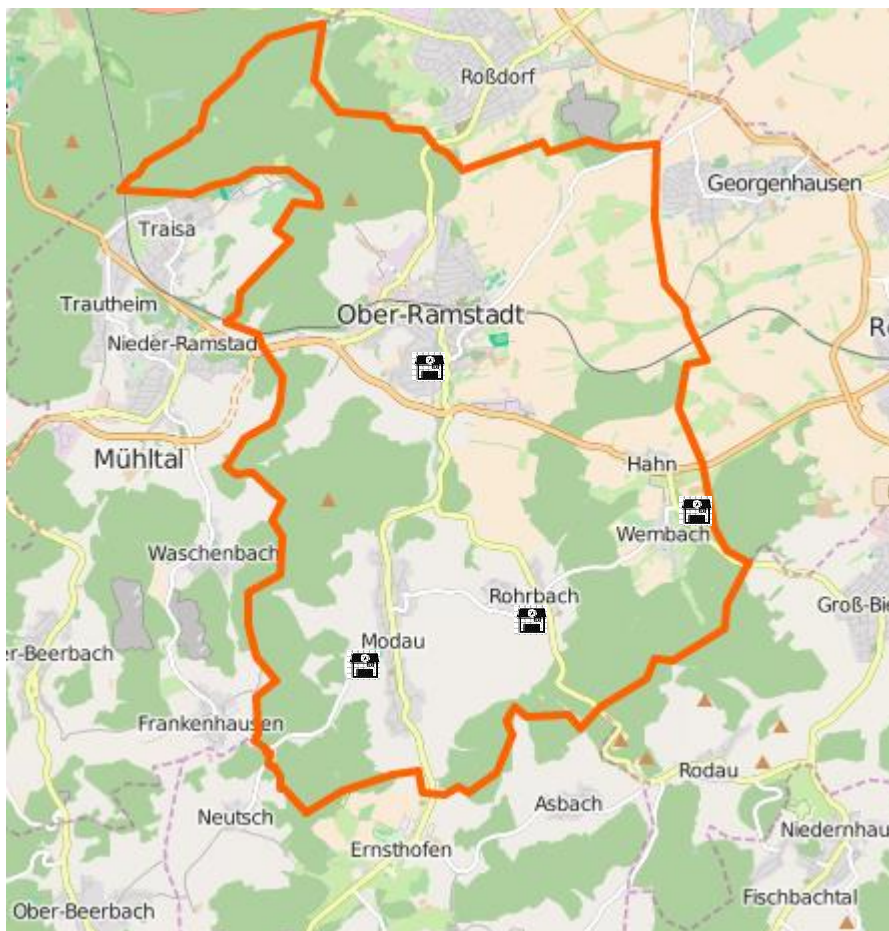 Roßdorf
Georgenhausen
Traisa
Trautheim
Ober-Ramstadt
Nieder-Ramstad
Mühltal
Hahn
Wembach
Waschenbach
Rohrbach
Groß-Bie
Modau
er-Beerbach
Frankenhausen
Rodau
Asbach
Neutsch
Niedernhau
Ernsthofen
Fischbachtal
Ober-Beerbach